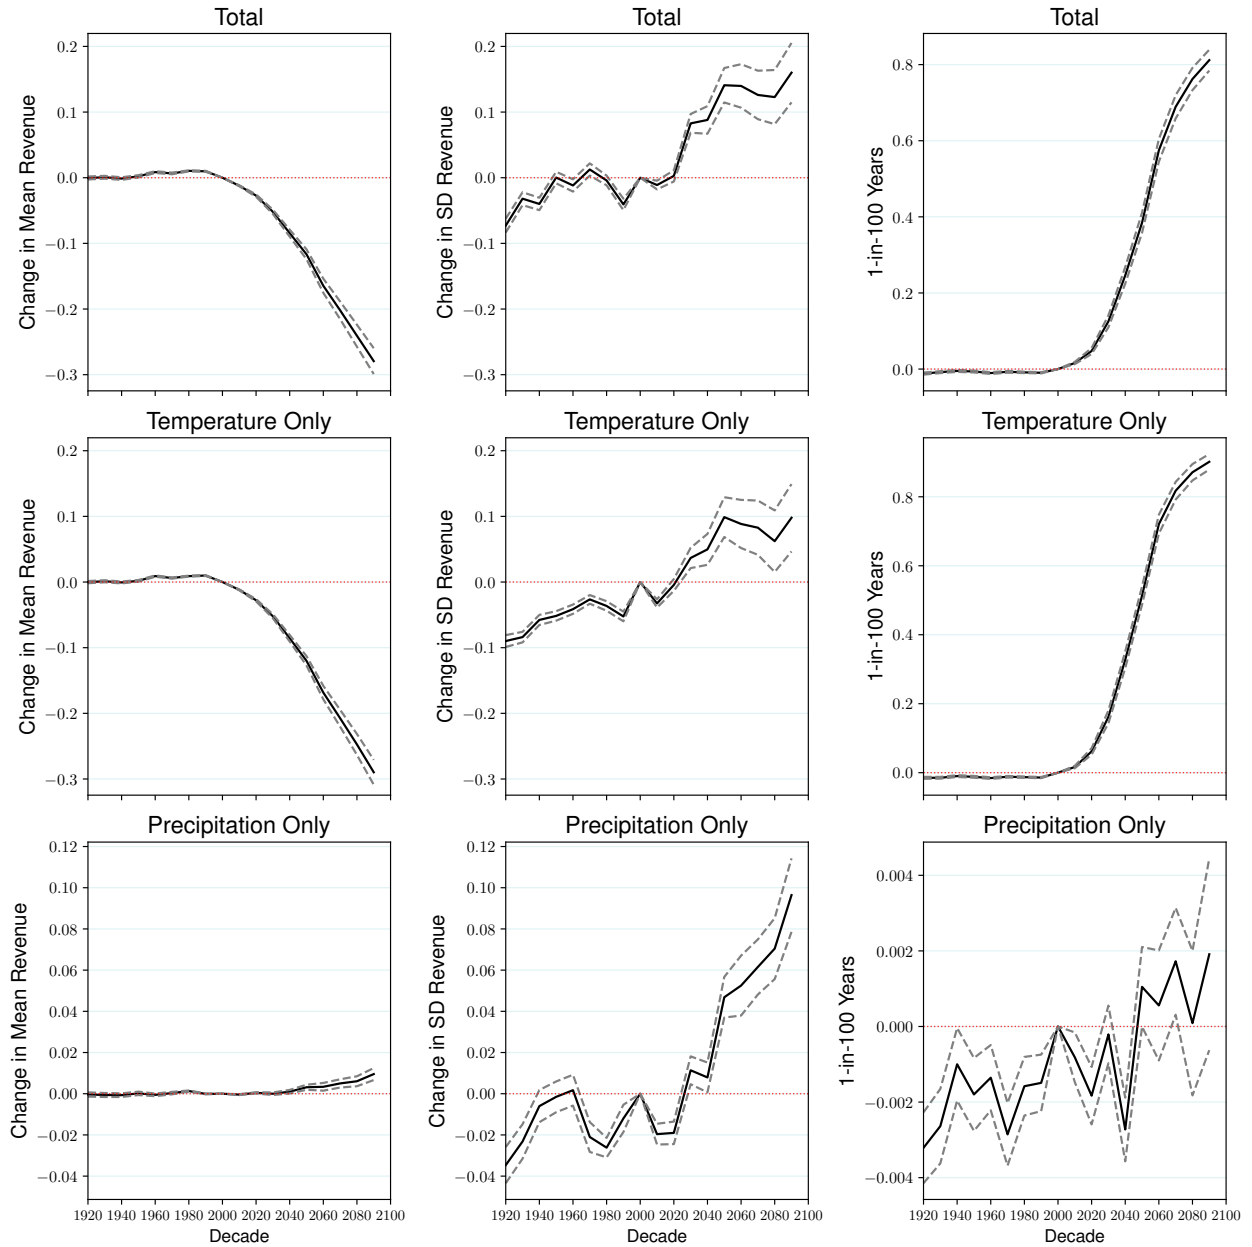 Total
Total
Total
Change in Mean Revenue
0.2
0.1
0.0
−0.1
−0.2
−0.3
Change in SD Revenue
0.2
0.1
0.0
−0.1
−0.2
−0.3
1-in-100 Years
0.8
0.6
0.4
0.2
0.0
Temperature Only
Temperature Only
Temperature Only
Change in Mean Revenue
0.2
0.1
0.0
−0.1
−0.2
−0.3
Change in SD Revenue
0.2
0.1
0.0
−0.1
−0.2
−0.3
1-in-100 Years
0.8
0.6
0.4
0.2
0.0
Precipitation Only
Precipitation Only
Precipitation Only
Change in Mean Revenue
0.12
0.10
0.08
0.06
0.04
0.02
0.00
−0.02
−0.04
Change in SD Revenue
0.12
0.10
0.08
0.06
0.04
0.02
0.00
−0.02
−0.04
1-in-100 Years
0.004
0.002
0.000
−0.002
−0.004
1920 1940 1960 1980 2000 2020 2040 2060 2080 2100
1920 1940 1960 1980 2000 2020 2040 2060 2080 2100
1920 1940 1960 1980 2000 2020 2040 2060 2080 2100
Decade
Decade
Decade